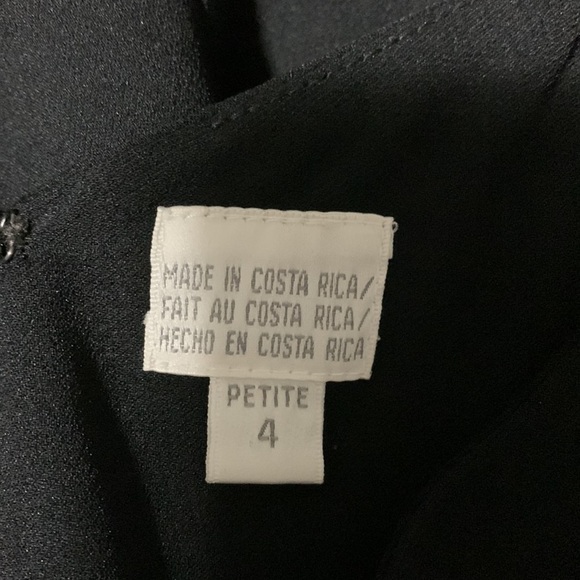 MADE IN COSTA RICA/
FAIT AU COSTA RICA/
HECHO EN COSTA RICA
PETITE
4